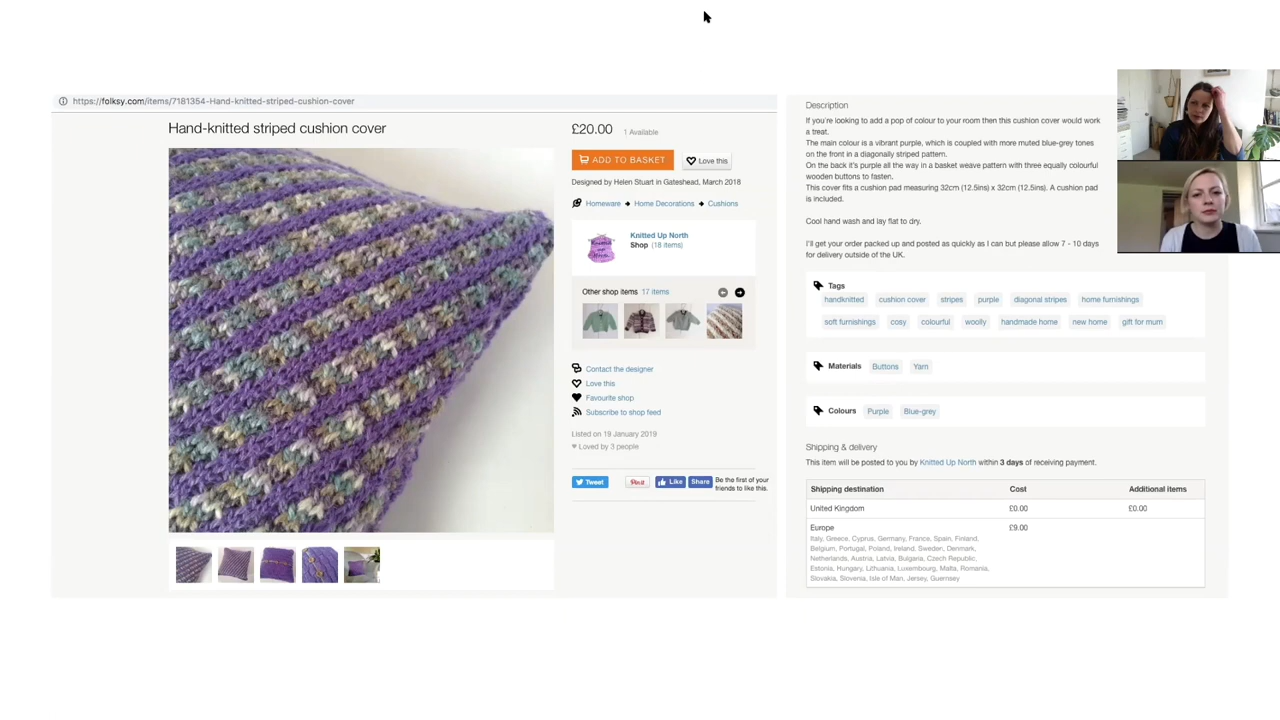 https://folksy.com/items/7181354-Hand-knitted-striped-cushion-cover
Hand-knitted striped cushion cover
£20.00
1 Available
ADD TO BASKET
Love this
Designed by Helen Stuart in Gateshead, March 2018
Homeware
Home Decorations
Cushions
Knitted Up North
Shop (18 items)
Other shop items 17 items
Contact the designer
Love this
Favourite shop
Subscribe to shop feed
Listed on 19 January 2019
Loved by 3 people
Tweet
Pin it
Like
Share
Be the first of your
friends to like this.
Description
If you're looking to add a pop of colour to your room then this cushion cover would work
a treat.
The main colour is a vibrant purple, which is coupled with more muted blue-grey tones
on the front in a diagonally striped pattern.
On the back it's purple all the way in a basket weave pattern with three equally colourful
wooden buttons to fasten.
This cover fits a cushion pad measuring 32cm (12.5ins) x 32cm (12.5ins). A cushion pad
is included.
Cool hand wash and lay flat to dry.
I'll get your order packed up and posted as quickly as I can but please allow 7 - 10 days
for delivery outside of the UK.
Tags
handknitted
cushion cover
stripes
purple
diagonal stripes
home furnishings
soft furnishings
cosy
colourful
woolly
handmade home
new home
gift for mum
Materials
Buttons
Yarn
Colours
Purple
Blue-grey
Shipping & delivery
This item will be posted to you by Knitted Up North within 3 days of receiving payment.
Shipping destination
Cost
Additional items
United Kingdom
£0.00
£0.00
Europe
£9.00
Italy, Greece, Cyprus, Germany, France, Spain, Finland,
Belgium, Portugal, Poland, Ireland, Sweden, Denmark,
Netherlands, Austria, Latvia, Bulgaria, Czech Republic,
Estonia, Hungary, Lithuania, Luxembourg, Malta, Romania,
Slovakia, Slovenia, Isle of Man, Jersey, Guernsey